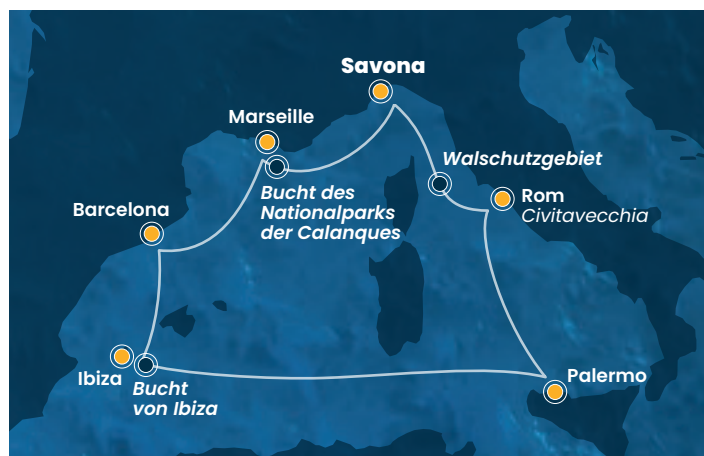 Savona
Marseille
Walschutzgebiet
Bucht des
Nationalparks
der Calanques
Rom
Civitavecchia
Barcelona
Ibiza
Bucht
von Ibiza
Palermo